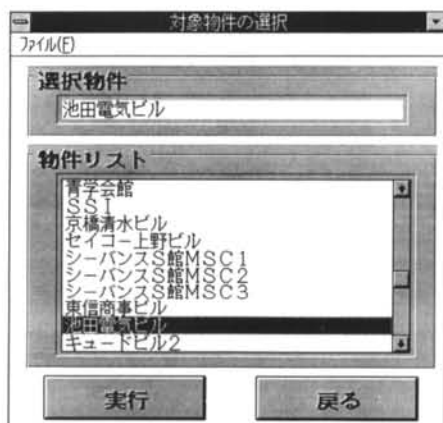 対象物件の選択
ファイル(F)
選択物件
池田電気ビル
物件リスト
青学会館
SSI
京橋清水ビル
セイコー上野ビル
シーバンスS館MSC1
シーバンスS館MSC2
シーバンスS館MSC3
東信商事ビル
池田電気ビル
キュードビル2
実行
戻る